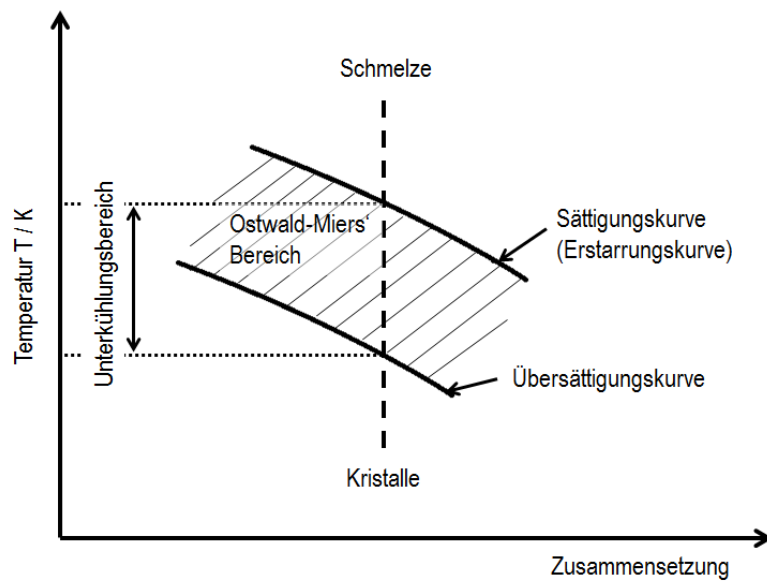 Schmelze
Temperatur T / K
Unterkühlungsbereich
Ostwald-Miers'
Bereich
Sättigungskurve
(Erstarrungskurve)
Übersättigungskurve
Kristalle
Zusammensetzung